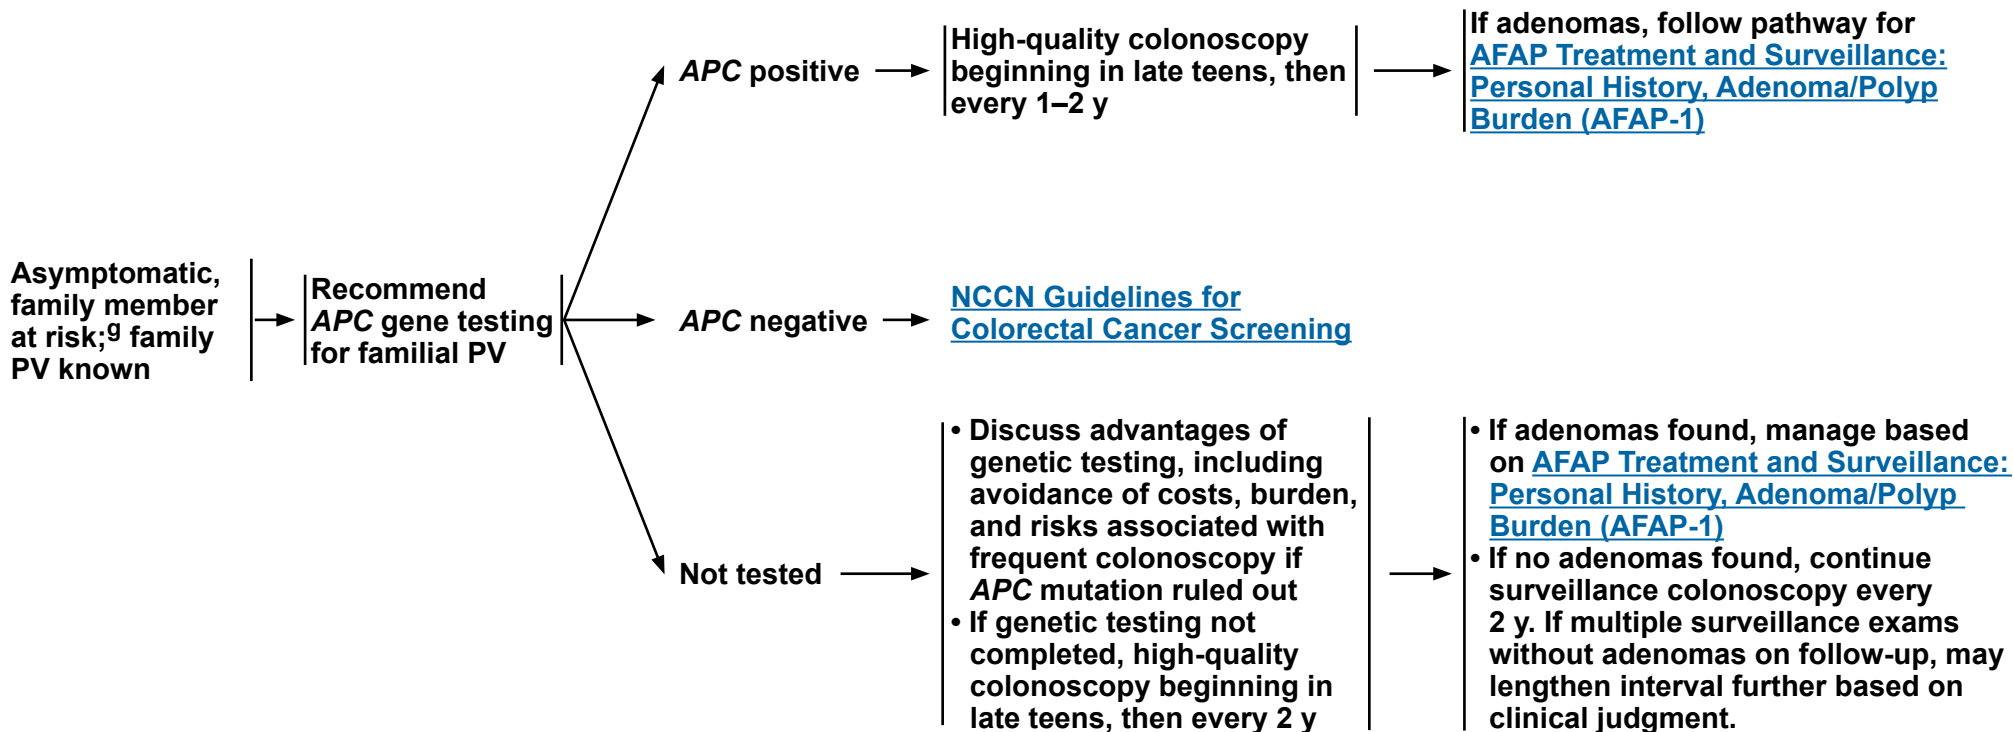 Asymptomatic,
family member
at risk;g family
PV known
Recommend
APC gene testing
for familial PV
APC positive
High-quality colonoscopy
beginning in late teens, then
every 1–2 y
If adenomas, follow pathway for
AFAP Treatment and Surveillance:
Personal History, Adenoma/Polyp
Burden (AFAP-1)
APC negative
NCCN Guidelines for
Colorectal Cancer Screening
Not tested
• Discuss advantages of
genetic testing, including
avoidance of costs, burden,
and risks associated with
frequent colonoscopy if
APC mutation ruled out
• If genetic testing not
completed, high-quality
colonoscopy beginning in
late teens, then every 2 y
• If adenomas found, manage based
on AFAP Treatment and Surveillance:
Personal History, Adenoma/Polyp
Burden (AFAP-1)
• If no adenomas found, continue
surveillance colonoscopy every
2 y. If multiple surveillance exams
without adenomas on follow-up, may
lengthen interval further based on
clinical judgment.